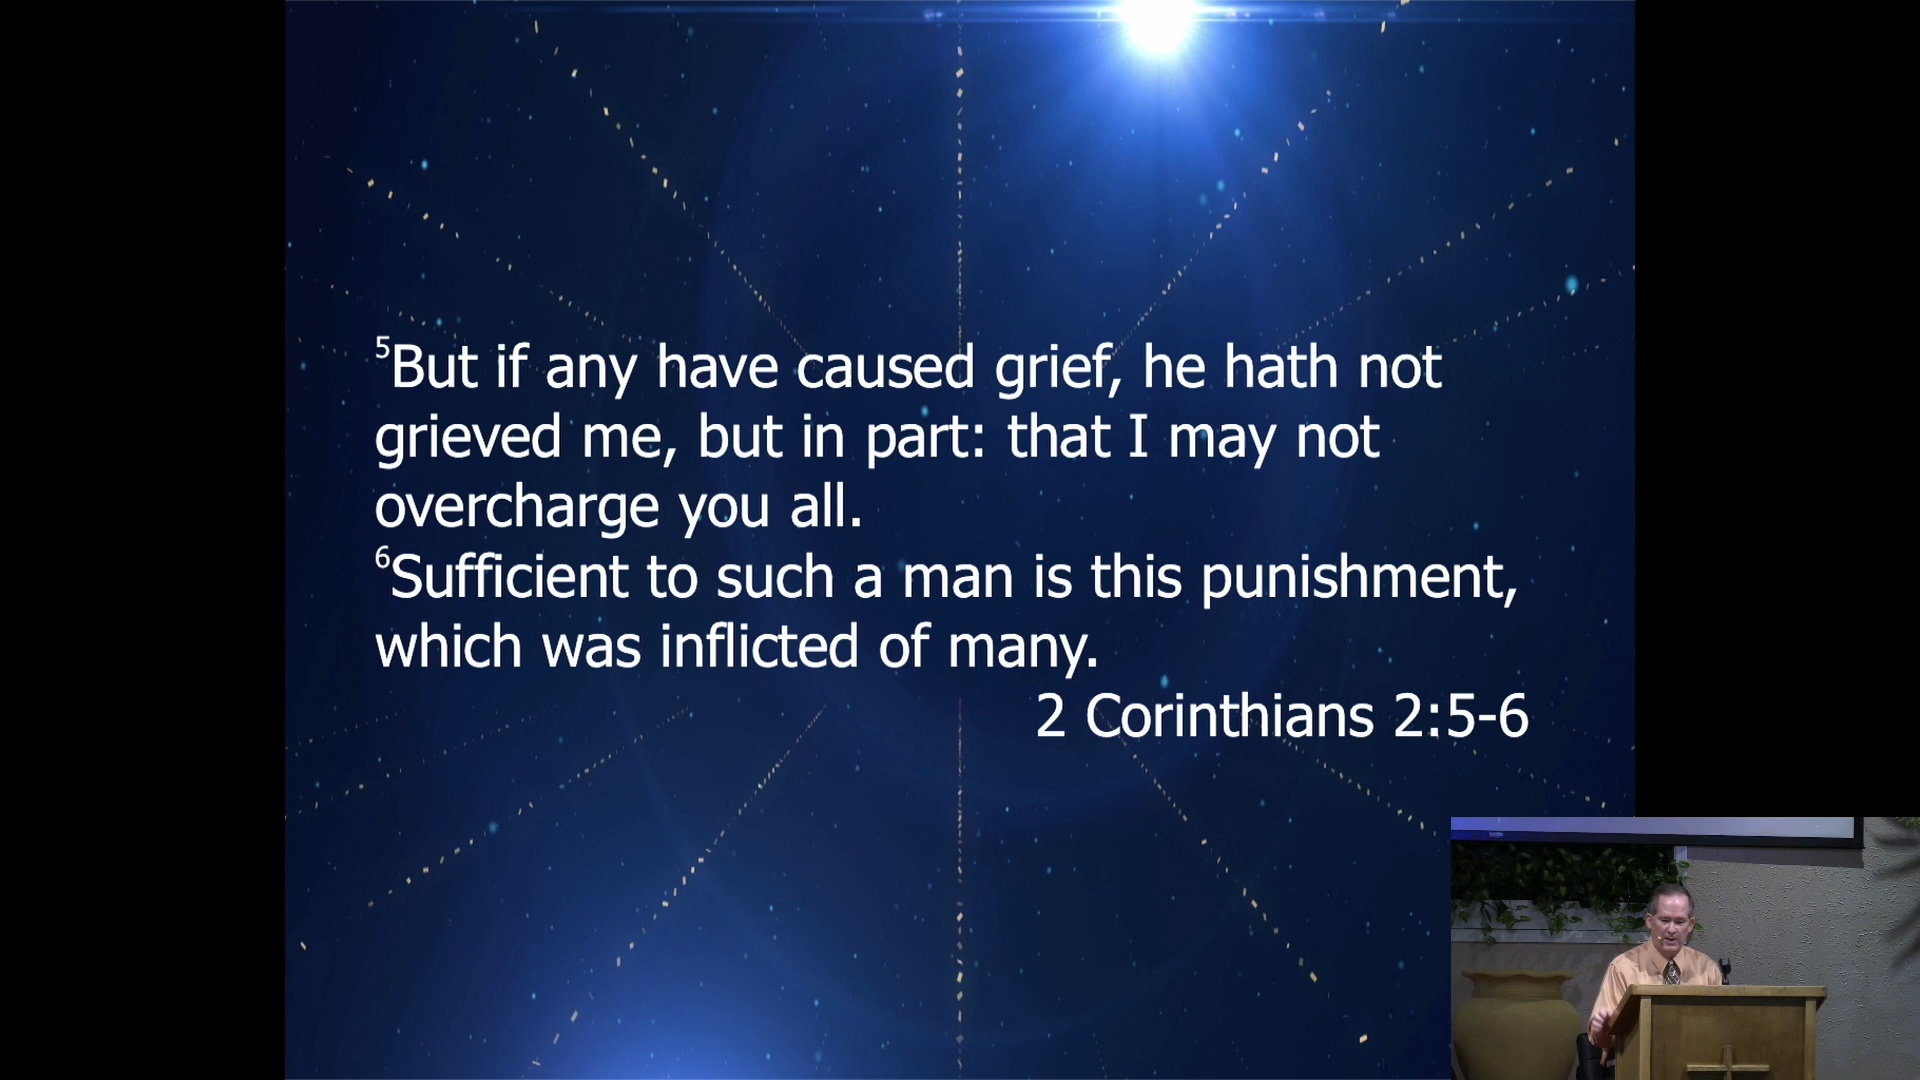 ⁵But if any have caused grief, he hath not
grieved me, but in part: that I may not
overcharge you all.
⁶Sufficient to such a man is this punishment,
which was inflicted of many.
2 Corinthians 2:5-6